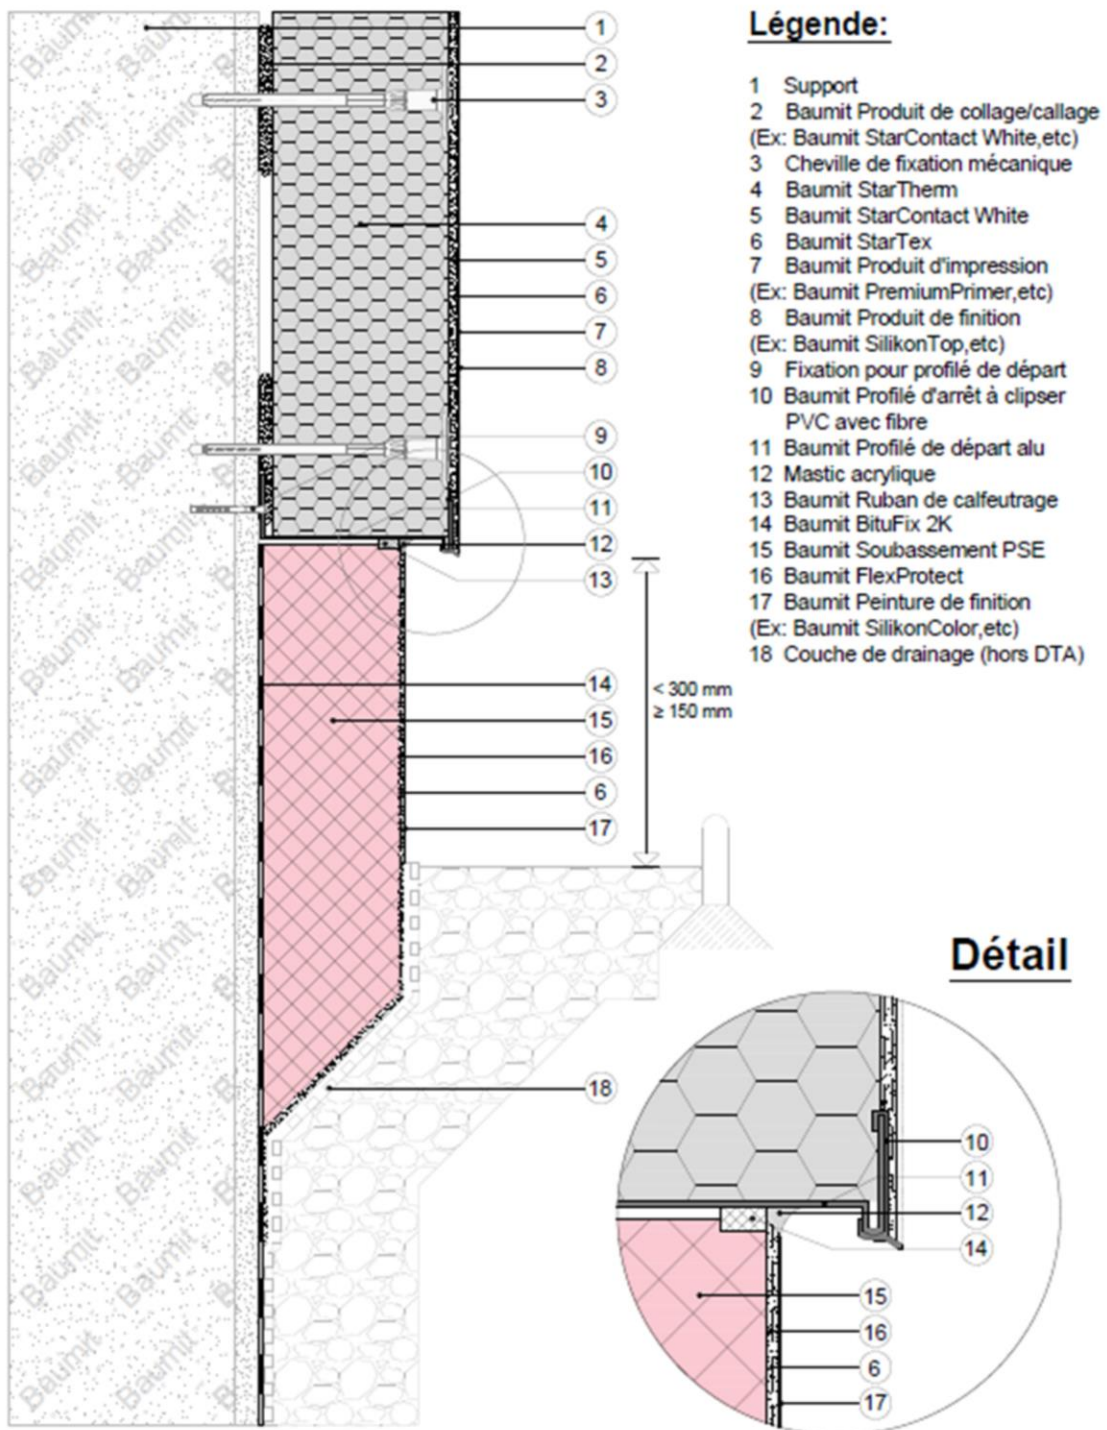 Légende:
1 Support
2 Baumit Produit de collage/callage
(Ex: Baumit StarContact White,etc)
3 Cheville de fixation mécanique
4 Baumit StarTherm
5 Baumit StarContact White
6 Baumit StarTex
7 Baumit Produit d'impression
(Ex: Baumit PremiumPrimer,etc)
8 Baumit Produit de finition
(Ex: Baumit SilikonTop,etc)
9 Fixation pour profilé de départ
10 Baumit Profilé d'arrêt à clipser
PVC avec fibre
11 Baumit Profilé de départ alu
12 Mastic acrylique
13 Baumit Ruban de calfeutrage
14 Baumit BituFix 2K
15 Baumit Soubassement PSE
16 Baumit FlexProtect
17 Baumit Peinture de finition
(Ex: Baumit SilikonColor,etc)
18 Couche de drainage (hors DTA)
1
2
3
4
5
6
7
8
9
10
11
12
13
14
15
16
6
17
18
< 300 mm
≥ 150 mm
Détail
10
11
12
14
15
16
6
17
Baumit